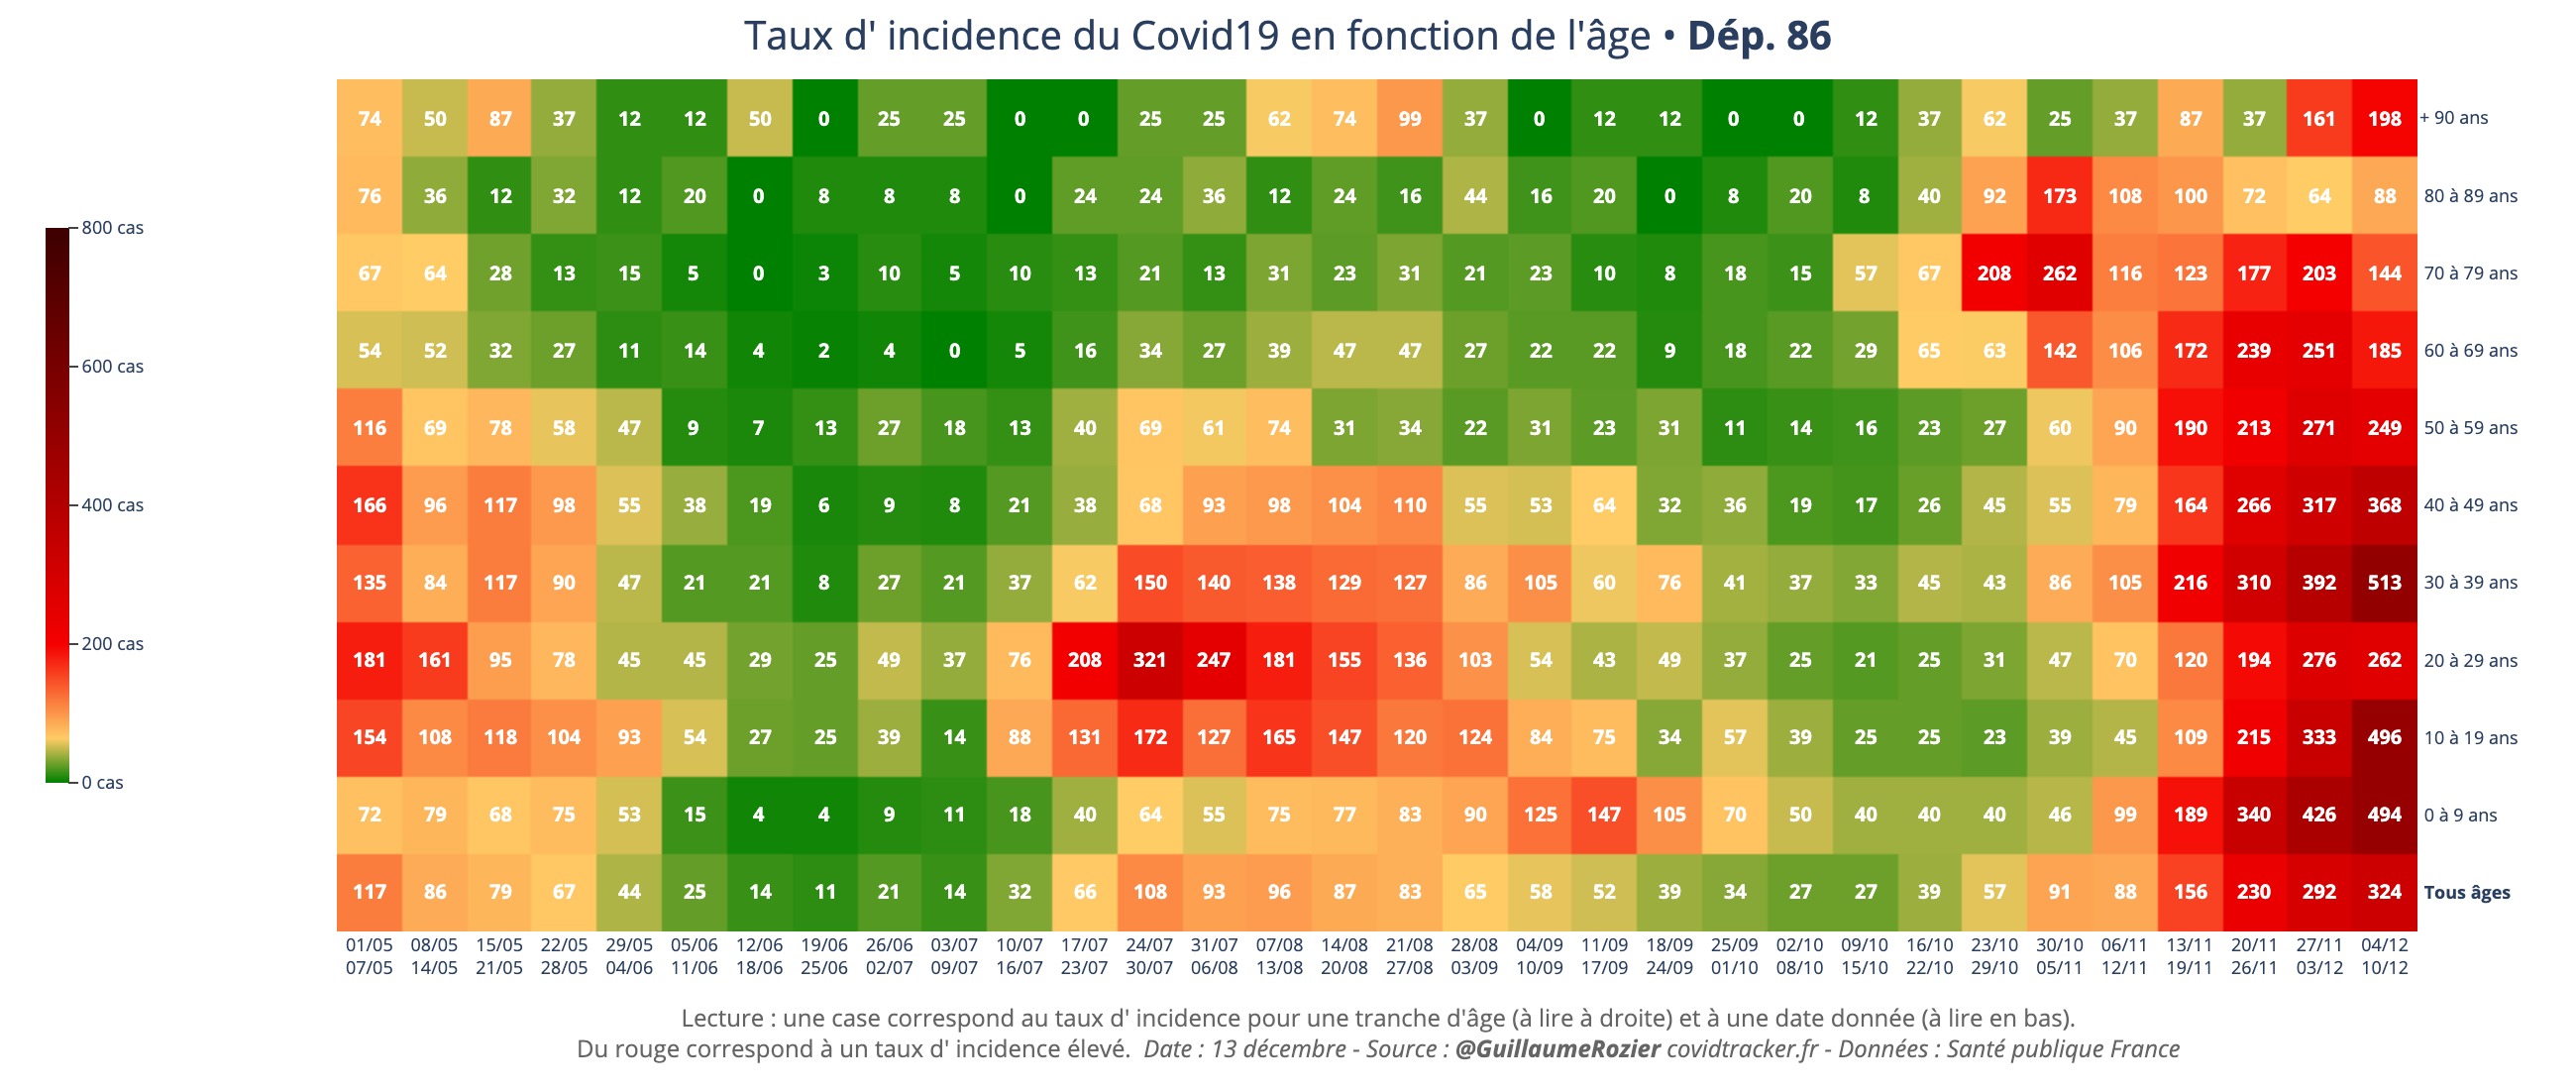 Taux d' incidence du Covid19 en fonction de l'âge • Dép. 86
74 50 87 37 12 12 50 0 25 25 0 0 25 25 62 74 99 37 0 12 12 0 0 12 37 62 25 37 87 37 161 198 + 90 ans
76 36 12 32 12 20 0 8 8 8 0 24 24 36 12 24 16 44 16 20 0 8 20 8 40 92 173 108 100 72 64 88 80 à 89 ans
800 cas
67 64 28 13 15 5 0 3 10 5 10 13 21 13 31 23 31 21 23 10 8 18 15 57 67 208 262 116 123 177 203 144 70 à 79 ans
54 52 32 27 11 14 4 2 4 0 5 16 34 27 39 47 47 27 22 22 9 18 22 29 65 63 142 106 172 239 251 185 60 à 69 ans
600 cas
116 69 78 58 47 9 7 13 27 18 13 40 69 61 74 31 34 22 31 23 31 11 14 16 23 27 60 90 190 213 271 249 50 à 59 ans
400 cas
166 96 117 98 55 38 19 6 9 8 21 38 68 93 98 104 110 55 53 64 32 36 19 17 26 45 55 79 164 266 317 368 40 à 49 ans
135 84 117 90 47 21 21 8 27 21 37 62 150 140 138 129 127 86 105 60 76 41 37 33 45 43 86 105 216 310 392 513 30 à 39 ans
200 cas
181 161 95 78 45 45 29 25 49 37 76 208 321 247 181 155 136 103 54 43 49 37 25 21 25 31 47 70 120 194 276 262 20 à 29 ans
154 108 118 104 93 54 27 25 39 14 88 131 172 127 165 147 120 124 84 75 34 57 39 25 25 23 39 45 109 215 333 496 10 à 19 ans
0 cas
72 79 68 75 53 15 4 4 9 11 18 40 64 55 75 77 83 90 125 147 105 70 50 40 40 40 46 99 189 340 426 494 0 à 9 ans
117 86 79 67 44 25 14 11 21 14 32 66 108 93 96 87 83 65 58 52 39 34 27 27 39 57 91 88 156 230 292 324 Tous âges
01/05 08/05 15/05 22/05 29/05 05/06 12/06 19/06 26/06 03/07 10/07 17/07 24/07 31/07 07/08 14/08 21/08 28/08 04/09 11/09 18/09 25/09 02/10 09/10 16/10 23/10 30/10 06/11 13/11 20/11 27/11 04/12
07/05 14/05 21/05 28/05 04/06 11/06 18/06 25/06 02/07 09/07 16/07 23/07 30/07 06/08 13/08 20/08 27/08 03/09 10/09 17/09 24/09 01/10 08/10 15/10 22/10 29/10 05/11 12/11 19/11 26/11 03/12 10/12
Lecture : une case correspond au taux d' incidence pour une tranche d'âge (à lire à droite) et à une date donnée (à lire en bas).
Du rouge correspond à un taux d' incidence élevé. Date : 13 décembre - Source : @GuillaumeRozier covidtracker.fr - Données : Santé publique France